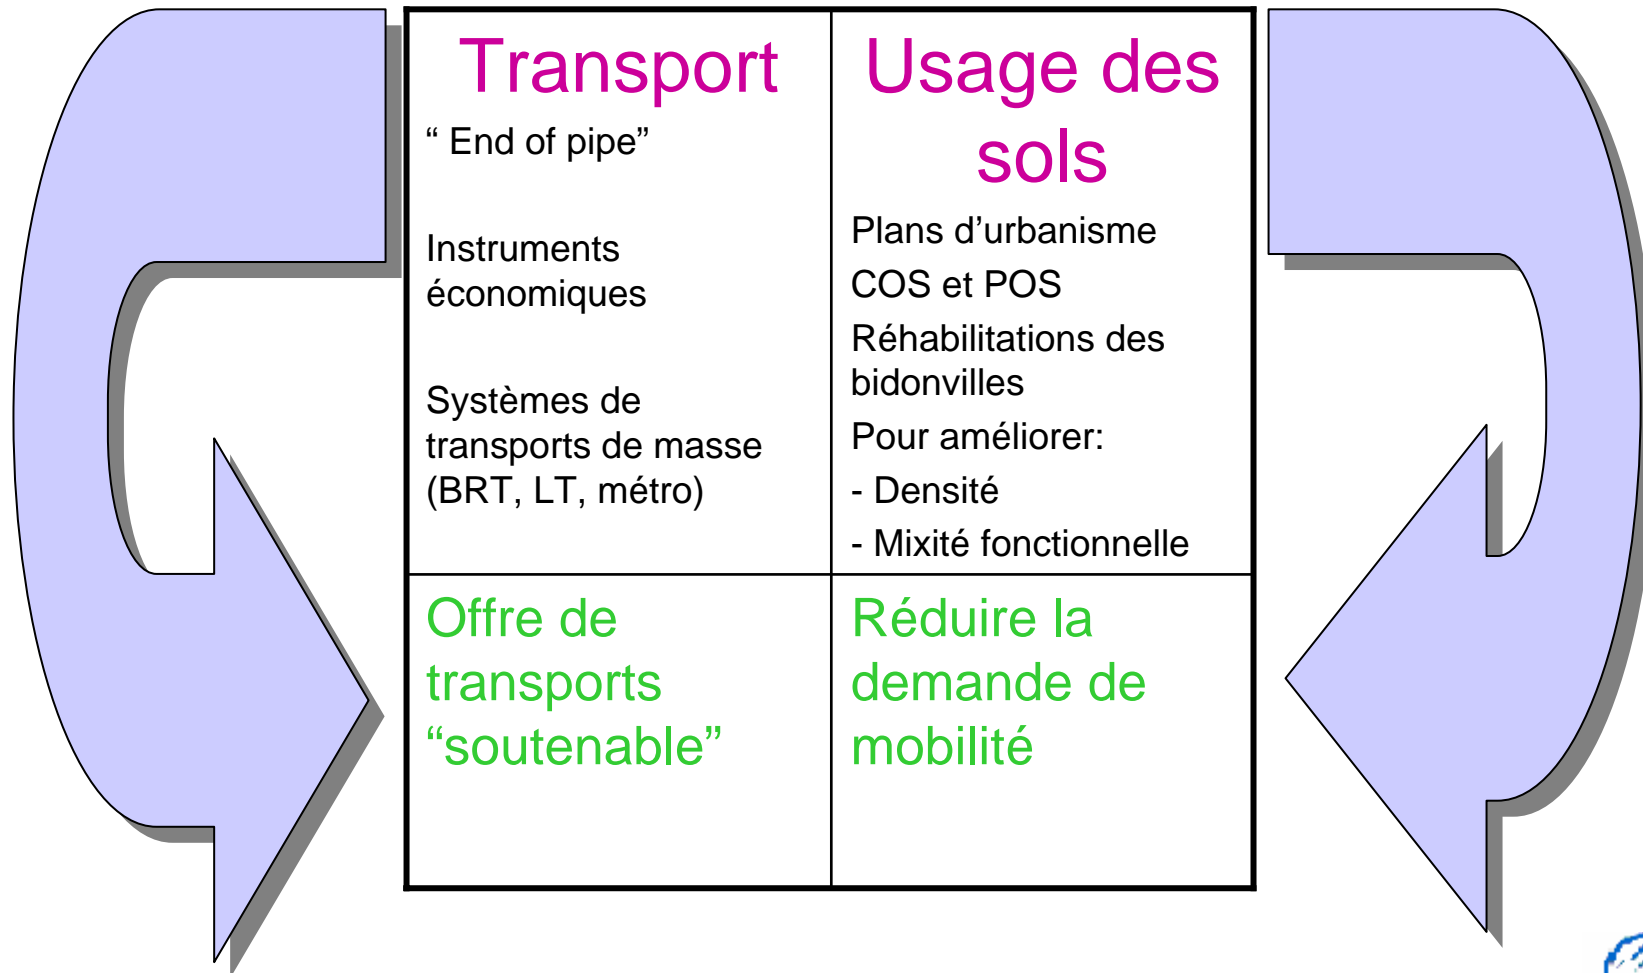 Transport
“ End of pipe”
Instruments
économiques
Systèmes de
transports de masse
(BRT, LT, métro)
Usage des
sols
Plans d’urbanisme
COS et POS
Réhabilitations des
bidonvilles
Pour améliorer:
- Densité
- Mixité fonctionnelle
Offre de
transports
“soutenable”
Réduire la
demande de
mobilité